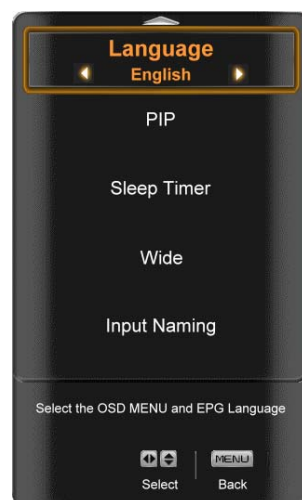 Language
English
PIP
Sleep Timer
Wide
Input Naming
Select the OSD MENU and EPG Language
MENU
Select
Back